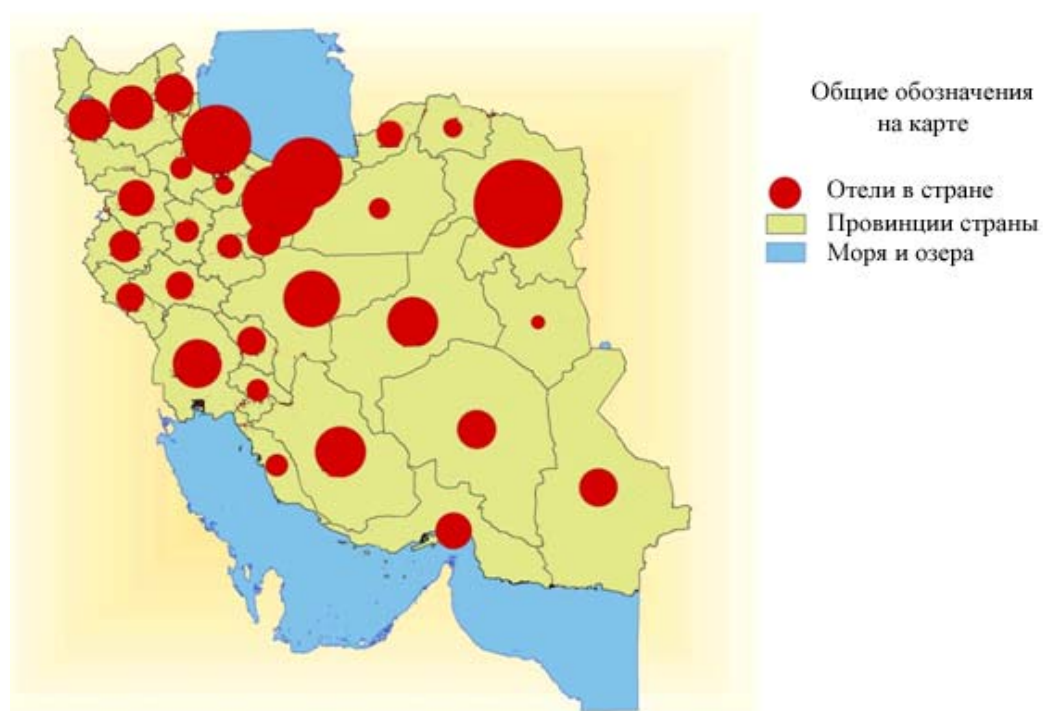 Общие обозначения
на карте
Отели в стране
Провинции страны
Моря и озера